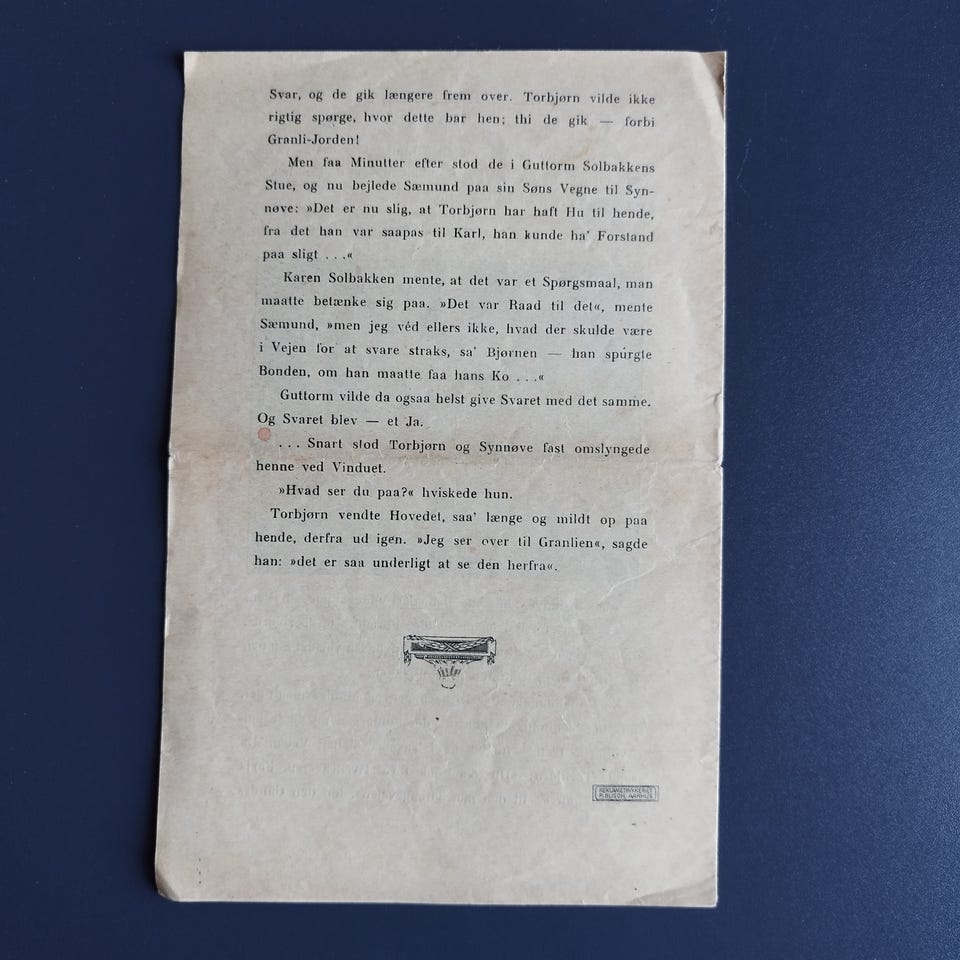 Svar, og de gik længere frem over. Torbjørn vilde ikke
rigtig spørge, hvor dette bar hen; thi de gik — forbi
Granli-Jorden!
Men faa Minutter efter stod de i Guttorm Solbakkens
Stue, og nu bejlede Sæmund paa sin Søns Vegne til Syn-
nøve: »Det er nu slig, at Torbjørn har haft Hu til hende,
fra det han var saapas til Karl, han kunde ha' Forstand
paa sligt . . .«
Karen Solbakken mente, at det var et Spørgsmaal, man
maatte betænke sig paa. »Det var Raad til det«, mente
Sæmund, »men jeg véd ellers ikke, hvad der skulde være
i Vejen for at svare straks, sa' Bjørnen — han spurgte
Bonden, om han maatte faa hans Ko . . .«
Guttorm vilde da ogsaa helst give Svaret med det samme.
Og Svaret blev — et Ja.
. . . Snart stod Torbjørn og Synnøve fast omslyngede
henne ved Vinduet.
»Hvad ser du paa?« hviskede hun.
Torbjørn vendte Hovedet, saa' længe og mildt op paa
hende, derfra ud igen. »Jeg ser over til Granlien«, sagde
han: »det er saa underligt at se den herfra«.
REKLAMETRYKKERIET
P. BUSCH, AARHUS